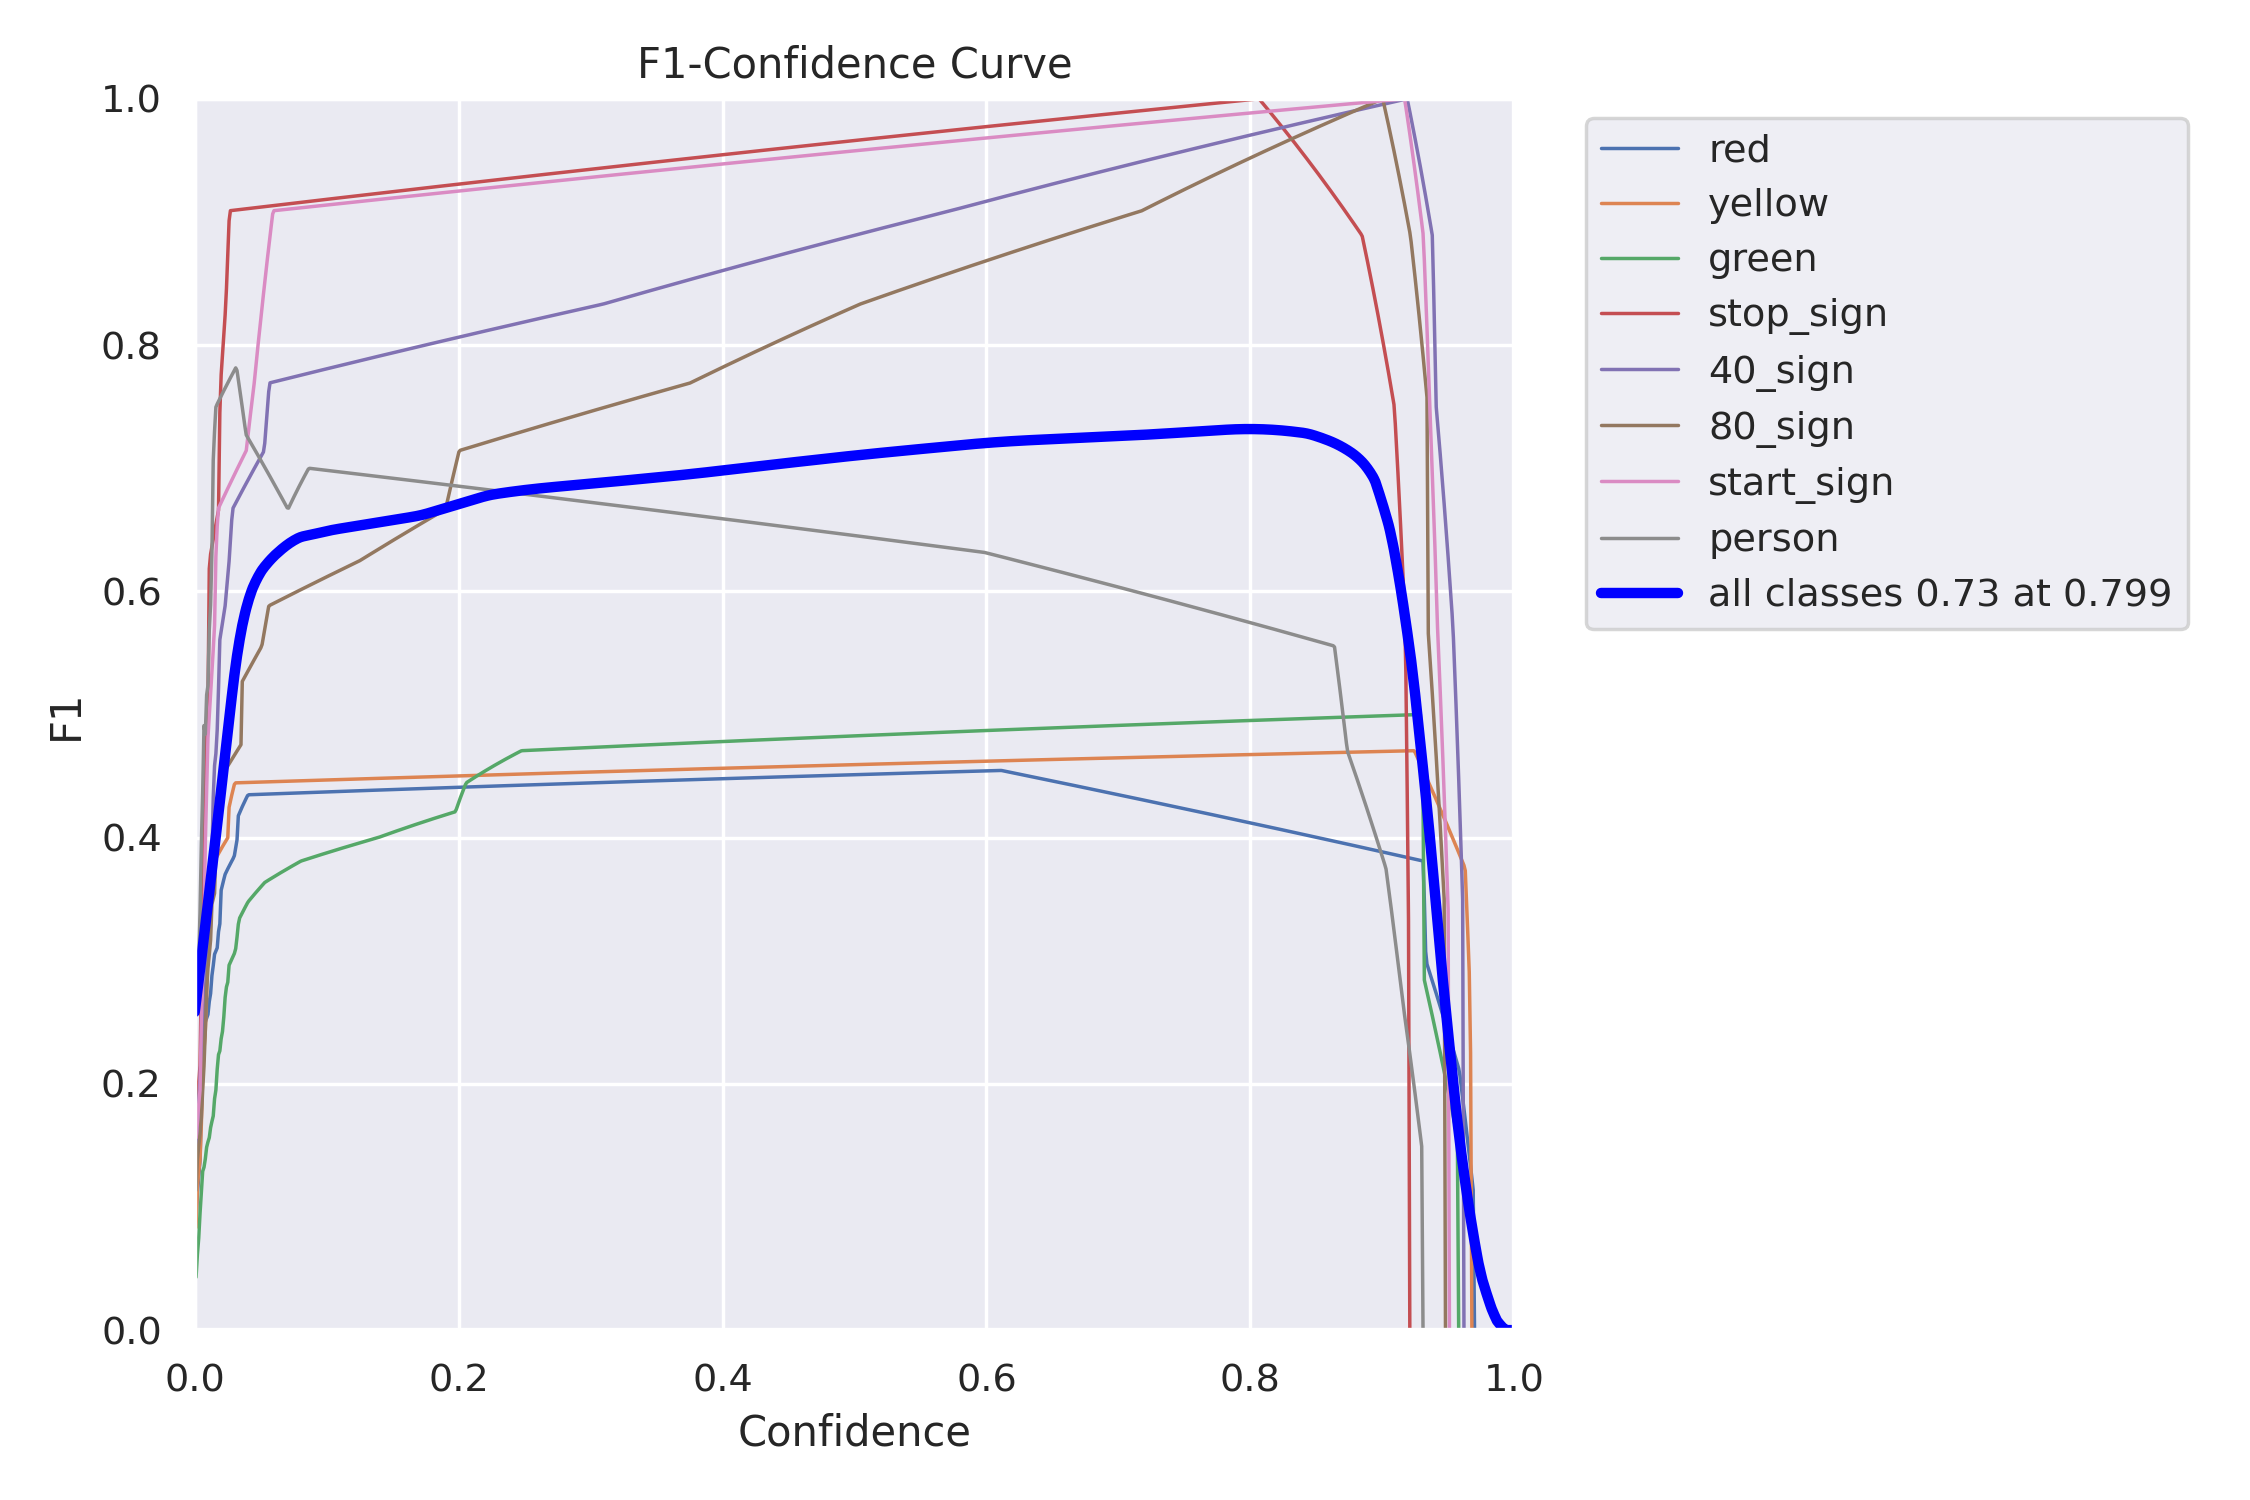 F1-Confidence Curve
1.0
0.8
0.6
0.4
0.2
0.0
F1
0.0 0.2 0.4 0.6 0.8 1.0
Confidence
red
yellow
green
stop_sign
40_sign
80_sign
start_sign
person
all classes 0.73 at 0.799